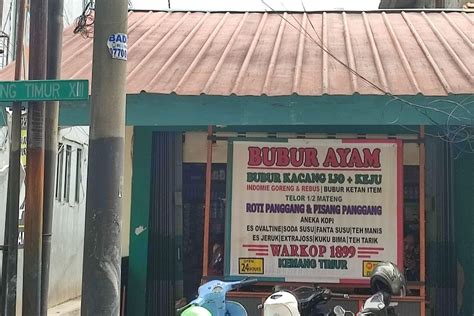 NG TIMUR XII
BUBUR AYAM
BUBUR KACANG IJO + KEJU
INDOMIE GORENG & REBUS | BUBUR KETAN ITEM
TELOR 1/2 MATENG
ROTI PANGGANG & PISANG PANGGANG
ANEKA KOPI
ES OVALTINE|SODA SUSU|FANTA SUSU|TEH MANIS
ES JERUK|EXTRAJOSS|KUKU BIMA|TEH TARIK
WARKOP 1899
OPEN
24 HOURS
KEMANG TIMUR